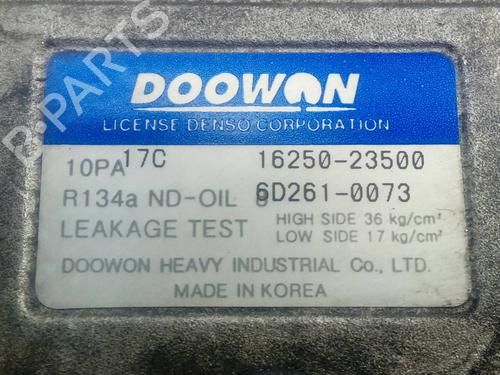 DOOWON
LICENSE DENSO CORPORATION
10PA17C 16250-23500
R134a ND-OIL 8 6D261-0073
LEAKAGE TEST HIGH SIDE 36 kg/cm²
LOW SIDE 17 kg/cm²
DOOWON HEAVY INDUSTRIAL Co., LTD.
MADE IN KOREA
B-PARTS